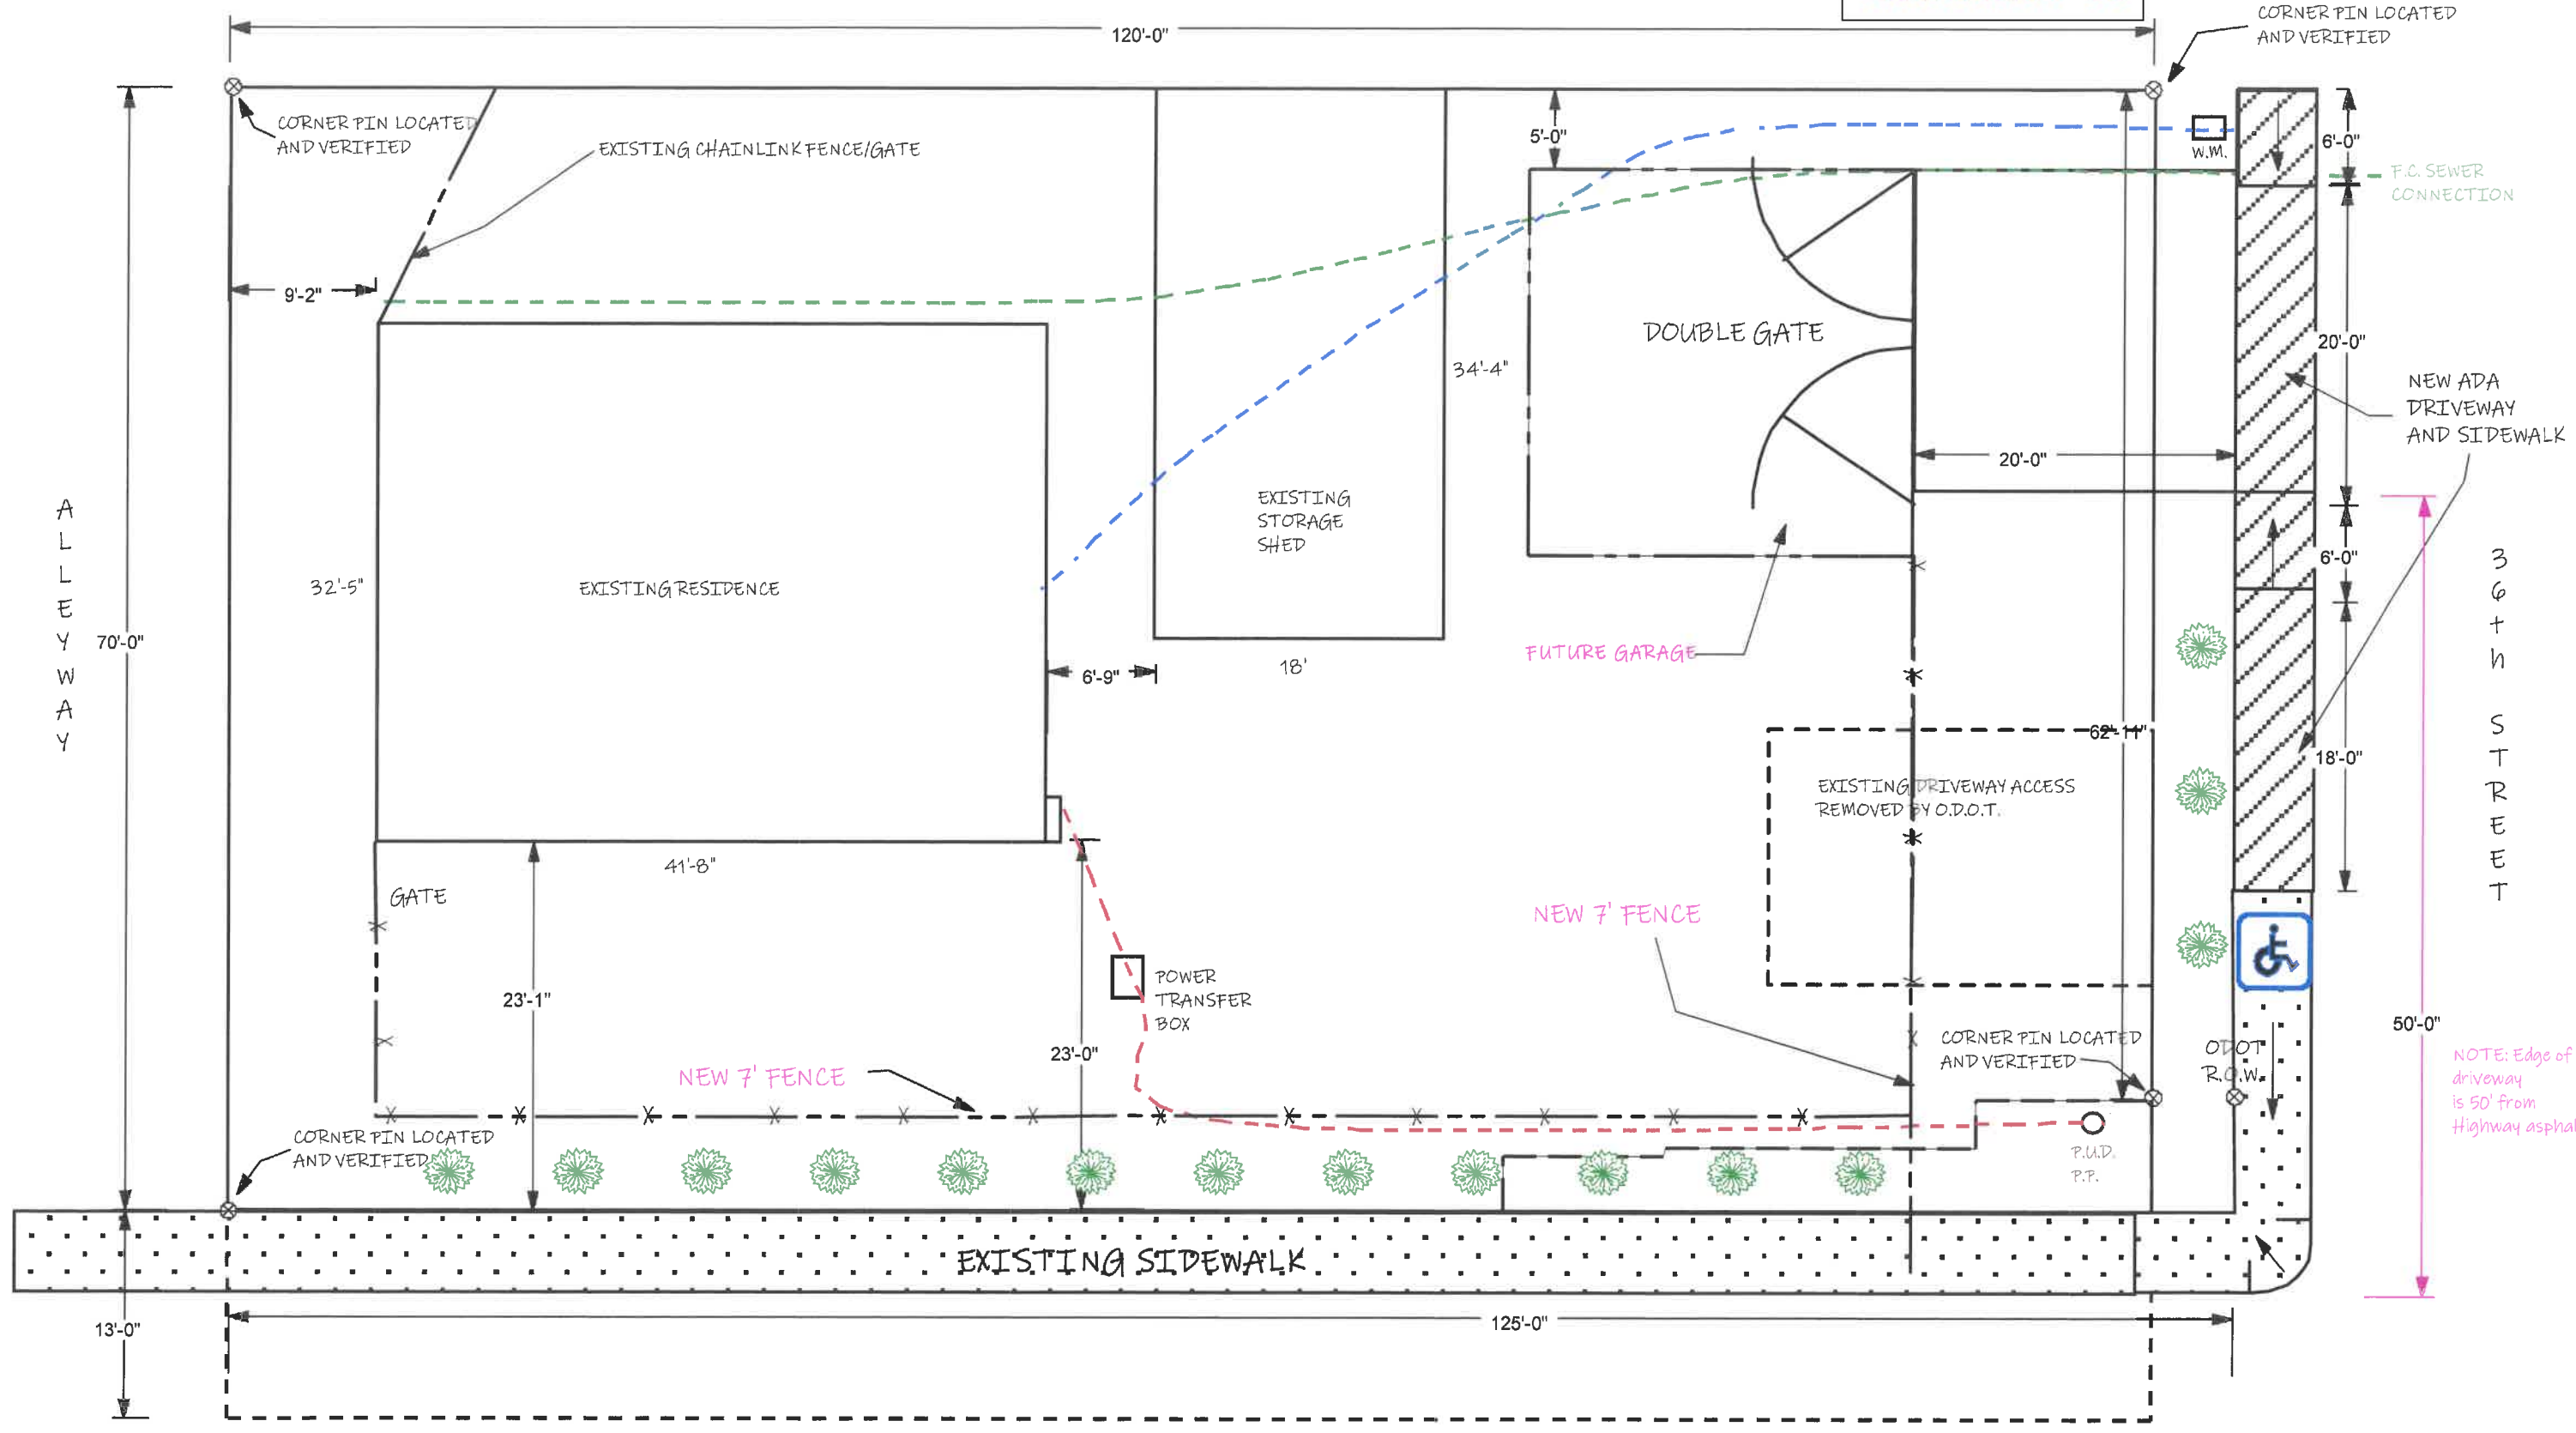 120'-0"
CORNER PIN LOCATED
AND VERIFIED
CORNER PIN LOCATED
AND VERIFIED
EXISTING CHAINLINK FENCE/GATE
5'-0"
W.M.
6'-0"
F.C. SEWER
CONNECTION
9'-2"
DOUBLE GATE
20'-0"
34'-4"
NEW ADA
DRIVEWAY
AND SIDEWALK
20'-0"
EXISTING
STORAGE
SHED
ALLEYWAY
70'-0"
32'-5"
EXISTING RESIDENCE
6'-0"
36th STREET
FUTURE GARAGE
18'
6'-9"
62'-11"
18'-0"
EXISTING DRIVEWAY ACCESS
REMOVED BY O.D.O.T.
41'-8"
GATE
NEW 7' FENCE
POWER
TRANSFER
BOX
23'-1"
23'-0"
50'-0"
CORNER PIN LOCATED
AND VERIFIED
ODOT
R.O.W.
NOTE: Edge of
driveway
is 50' from
Highway asphal
NEW 7' FENCE
CORNER PIN LOCATED
AND VERIFIED
P.U.D.
P.P.
EXISTING SIDEWALK
13'-0"
125'-0"